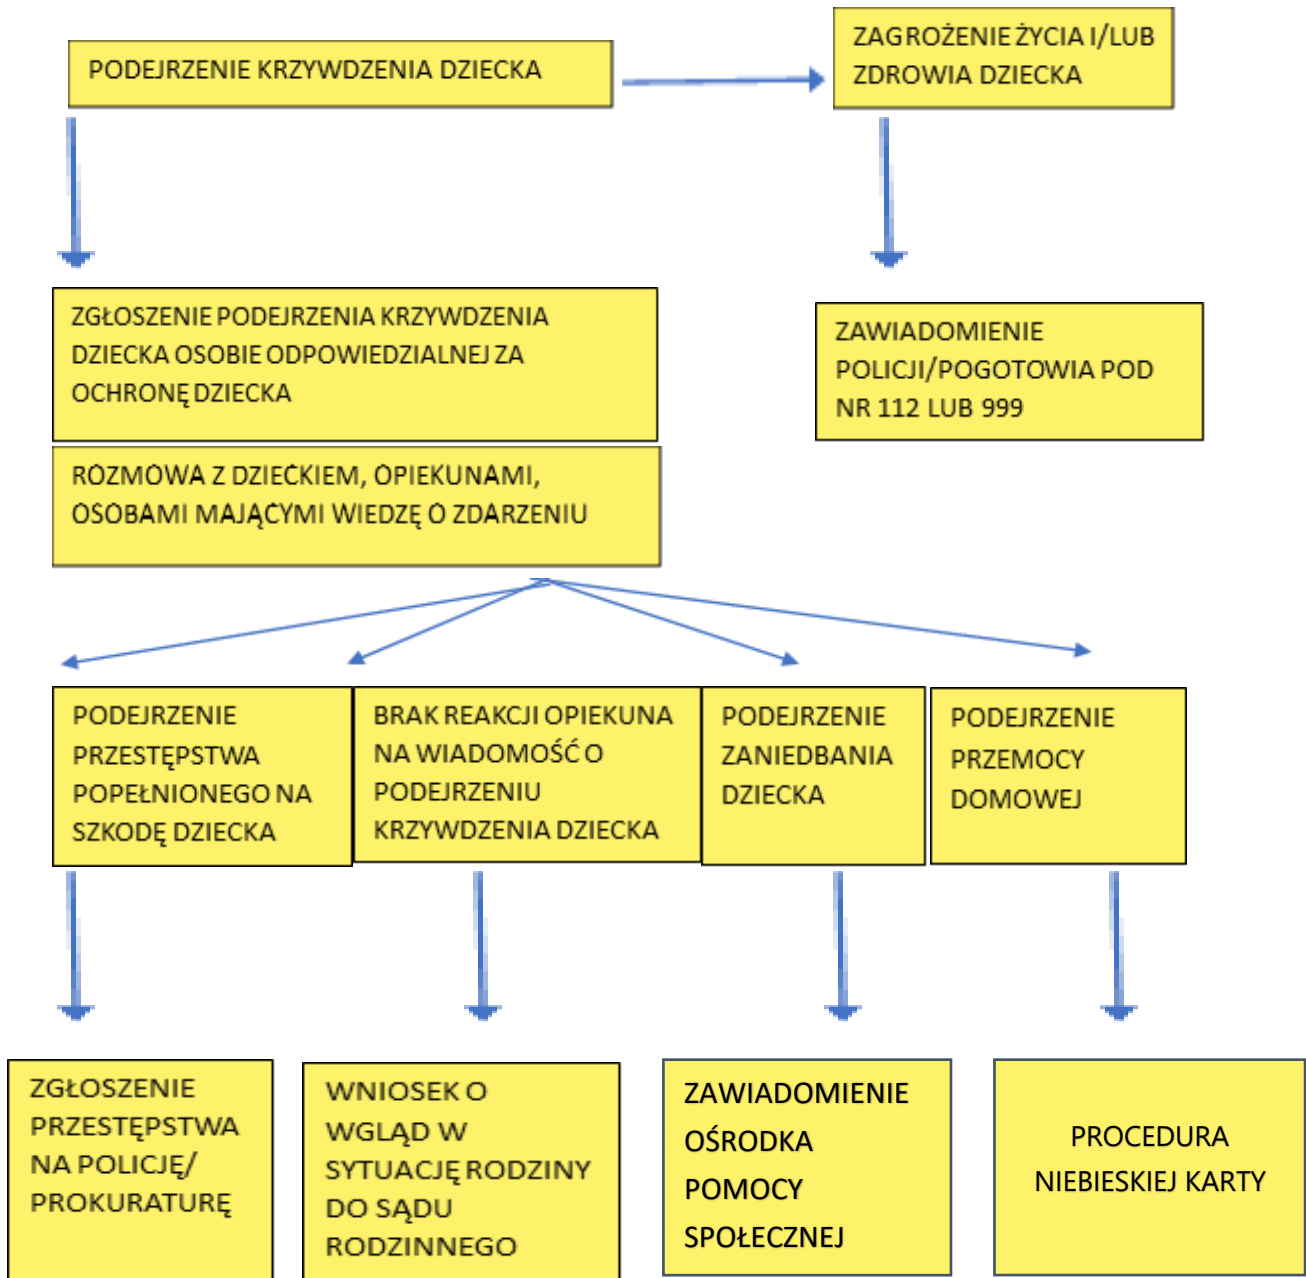 PODEJRZENIE KRZYWDZENIA DZIECKA
ZAGROŻENIE ŻYCIA I/LUB
ZDROWIA DZIECKA
ZGŁOSZENIE PODEJRZENIA KRZYWDZENIA
DZIECKA OSOBIE ODPOWIEDZIALNEJ ZA
OCHRONĘ DZIECKA
ZAWIADOMIENIE
POLICJI/POGOTOWIA POD
NR 112 LUB 999
ROZMOWA Z DZIECKIEM, OPIEKUNAMI,
OSOBAMI MAJĄCYMI WIEDZĘ O ZDARZENIU
PODEJRZENIE
PRZESTĘPSTWA
POPEŁNIONEGO NA
SZKODĘ DZIECKA
BRAK REAKCJI OPIEKUNA
NA WIADOMOŚĆ O
PODEJRZENIU
KRZYWDZENIA DZIECKA
PODEJRZENIE
ZANIEDBANIA
DZIECKA
PODEJRZENIE
PRZEMOCY
DOMOWEJ
ZGŁOSZENIE
PRZESTĘPSTWA
NA POLICJĘ/
PROKURATURĘ
WNIOSEK O
WGLĄD W
SYTUACJĘ RODZINY
DO SĄDU
RODZINNEGO
ZAWIADOMIENIE
OŚRODKA
POMOCY
SPOŁECZNEJ
PROCEDURA
NIEBIESKIEJ KARTY